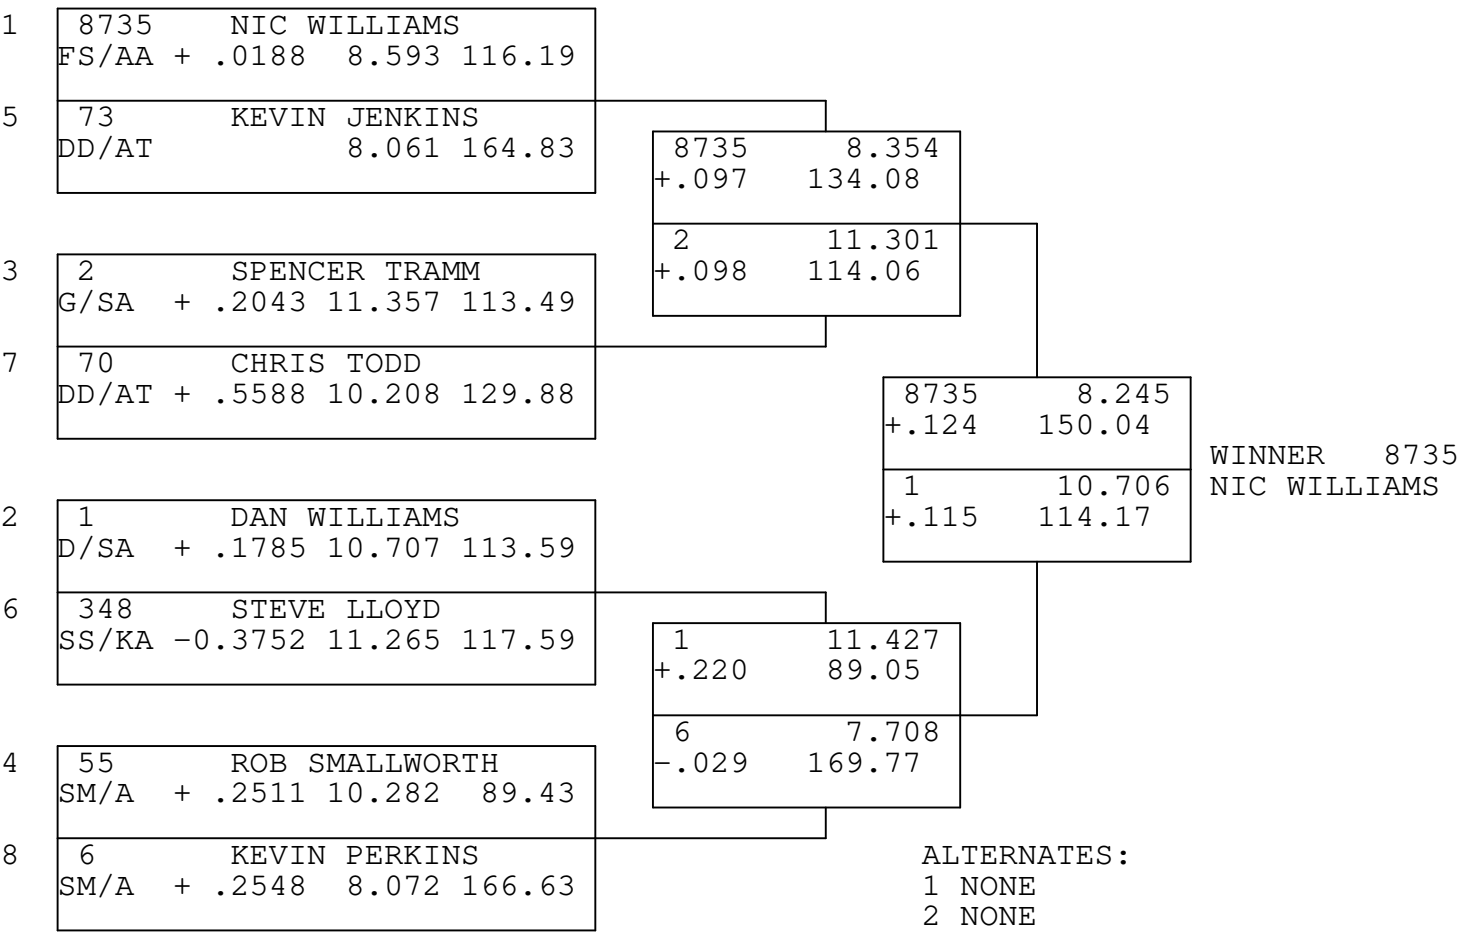 1 8735 NIC WILLIAMS
FS/AA + .0188 8.593 116.19
5 73 KEVIN JENKINS
DD/AT 8.061 164.83
8735 8.354
+.097 134.08
2 11.301
+.098 114.06
3 2 SPENCER TRAMM
G/SA + .2043 11.357 113.49
7 70 CHRIS TODD
DD/AT + .5588 10.208 129.88
8735 8.245
+.124 150.04
1 10.706
+.115 114.17
WINNER 8735
NIC WILLIAMS
2 1 DAN WILLIAMS
D/SA + .1785 10.707 113.59
6 348 STEVE LLOYD
SS/KA -0.3752 11.265 117.59
1 11.427
+.220 89.05
6 7.708
-.029 169.77
4 55 ROB SMALLWORTH
SM/A + .2511 10.282 89.43
8 6 KEVIN PERKINS
SM/A + .2548 8.072 166.63
ALTERNATES:
1 NONE
2 NONE